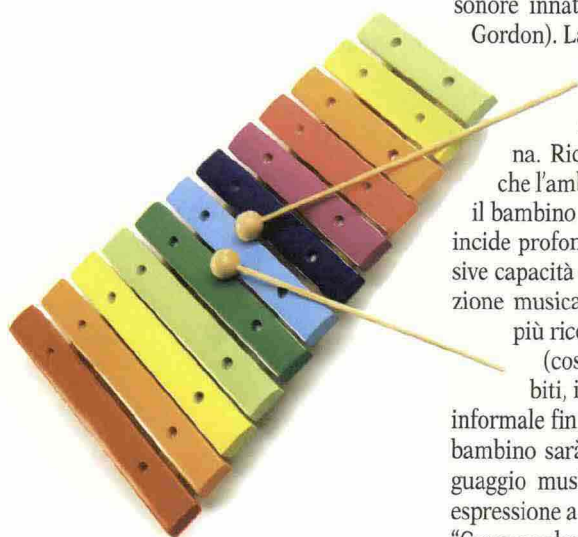 sonore innat
Gordon). La
na. Ric
che l'amb
il bambino
incide profon
sive capacità
zione musica
più ricc
(cos
biti, i
informale fin
bambino sarà
guaggio mus
espressione a